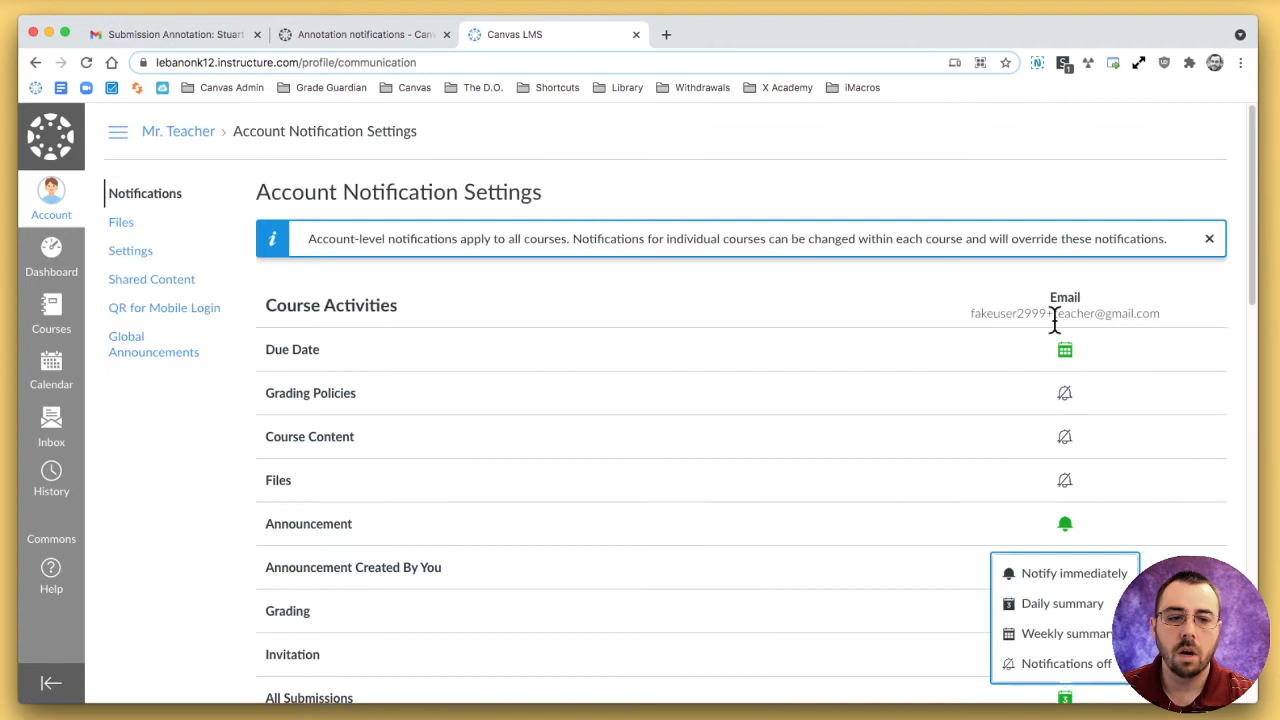 Submission Annotation: Stuart
Annotation notifications - Can
Canvas LMS
lebanonk12.instructure.com/profile/communication
Canvas Admin
Grade Guardian
Canvas
The D.O.
Shortcuts
Library
Withdrawals
X Academy
iMacros
Mr. Teacher › Account Notification Settings
Account
Dashboard
Courses
Calendar
Inbox
History
Commons
Help
Notifications
Files
Settings
Shared Content
QR for Mobile Login
Global
Announcements
Account Notification Settings
Account-level notifications apply to all courses. Notifications for individual courses can be changed within each course and will override these notifications.
Course Activities
Email
fakeuser2999+teacher@gmail.com
Due Date
Grading Policies
Course Content
Files
Announcement
Announcement Created By You
Grading
Invitation
All Submissions
Notify immediately
Daily summary
Weekly summary
Notifications off